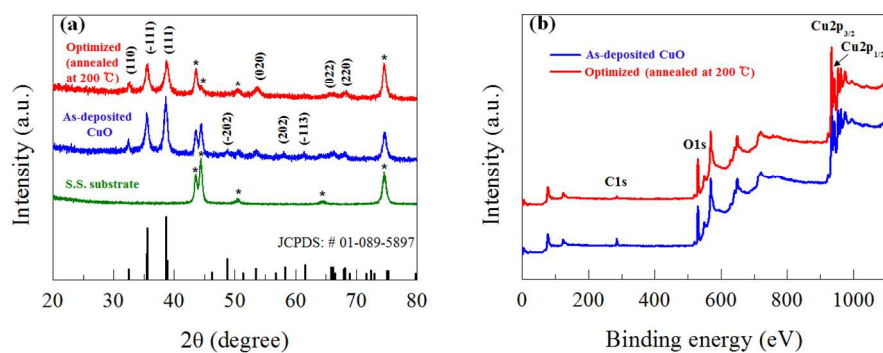 (a)
Optimized
(annealed
at 200 ℃)
(110)
(-111)
(111)
*
*
*
(020)
(022)
(220)
*
As-deposited
CuO
(-202)
(202)
(-113)
S.S. substrate
*
*
*
*
*
JCPDS: # 01-089-5897
Intensity (a.u.)
20 30 40 50 60 70 80
2θ (degree)
(b)
As-deposited CuO
Optimized (annealed at 200 ℃)
Cu2p3/2
Cu2p1/2
O1s
C1s
Intensity (a.u.)
0 200 400 600 800 1000
Binding energy (eV)